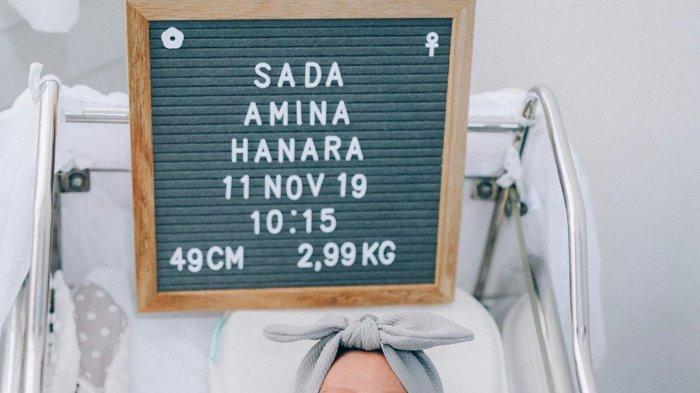 SADA
AMINA
HANARA
11 NOV 19
10:15
49CM 2,99KG